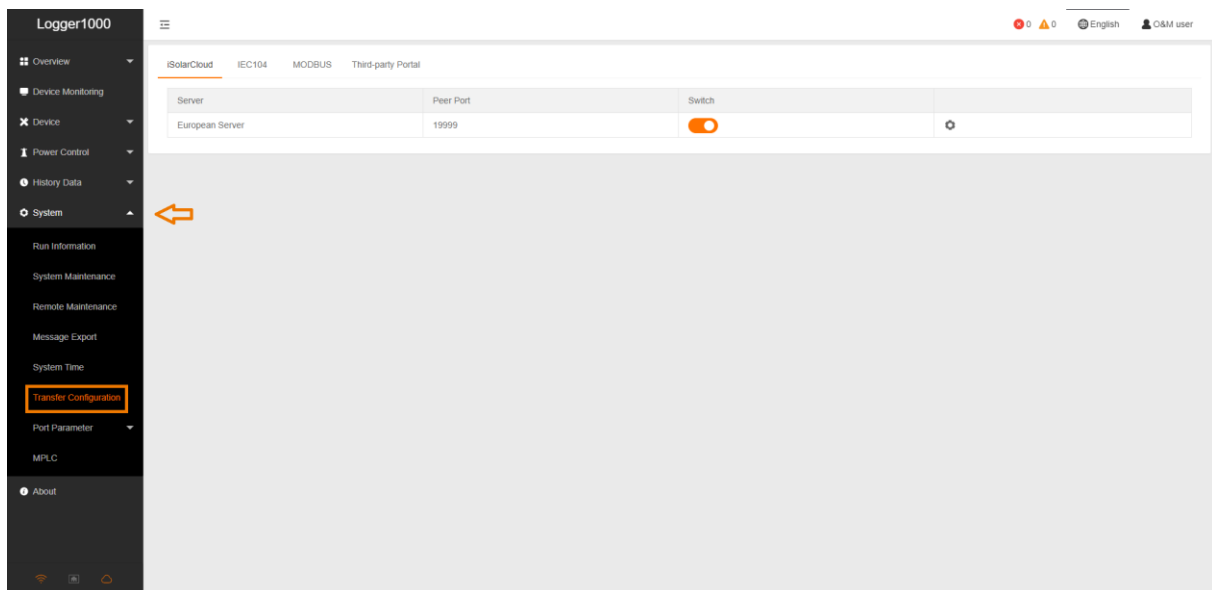 Logger1000
0 0 English O&M user
Overview
Device Monitoring
Device
Power Control
History Data
System
Run Information
System Maintenance
Remote Maintenance
Message Export
System Time
Transfer Configuration
Port Parameter
MPLC
About
iSolarCloud IEC104 MODBUS Third-party Portal
Server Peer Port Switch
European Server 19999